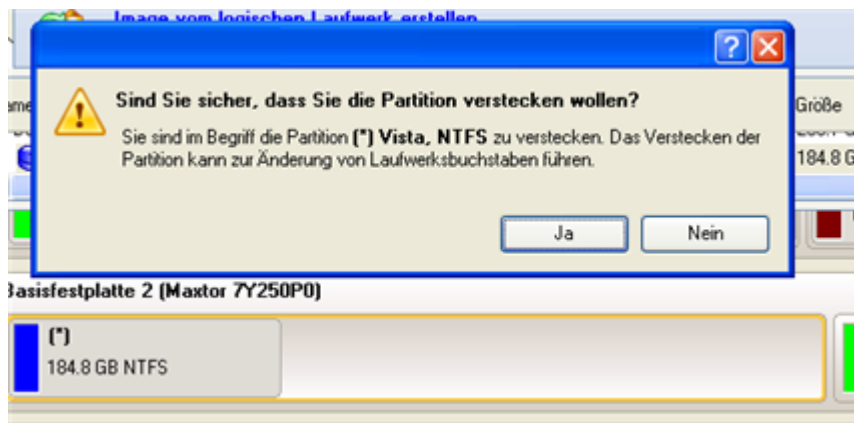 Image vom logischen Laufwerk erstellen
Sind Sie sicher, dass Sie die Partition verstecken wollen?
Sie sind im Begriff die Partition (*) Vista, NTFS zu verstecken. Das Verstecken der
Partition kann zur Änderung von Laufwerksbuchstaben führen.
Größe
184.8 G
Ja
Nein
Basisfestplatte 2 (Maxtor 7Y250P0)
(*)
184.8 GB NTFS